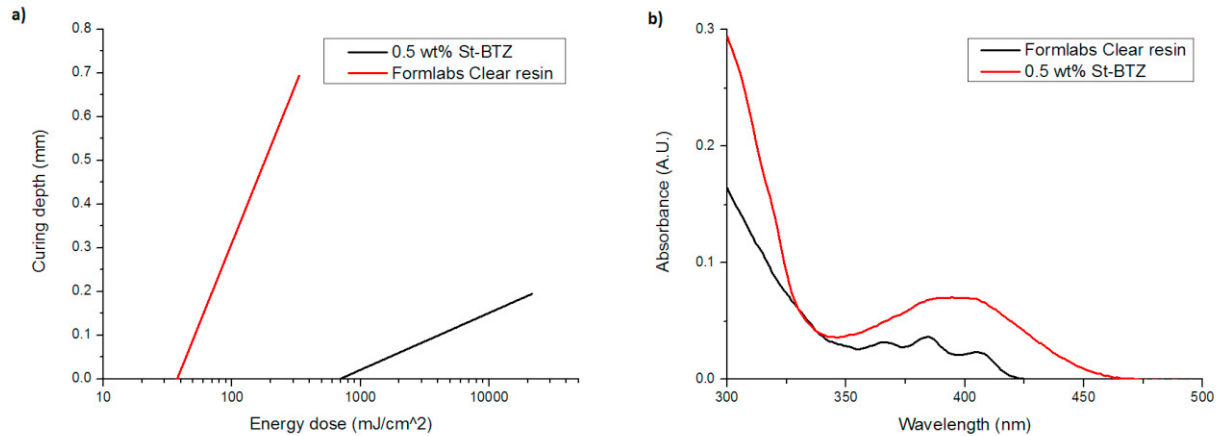 a)
0.8
0.7
0.6
0.5
0.4
0.3
0.2
0.1
0.0
Curing depth (mm)
0.5 wt% St-BTZ
Formlabs Clear resin
10
100
1000
10000
Energy dose (mJ/cm^2)
b)
0.3
0.2
0.1
0.0
Absorbance (A.U.)
Formlabs Clear resin
0.5 wt% St-BTZ
300
350
400
450
500
Wavelength (nm)